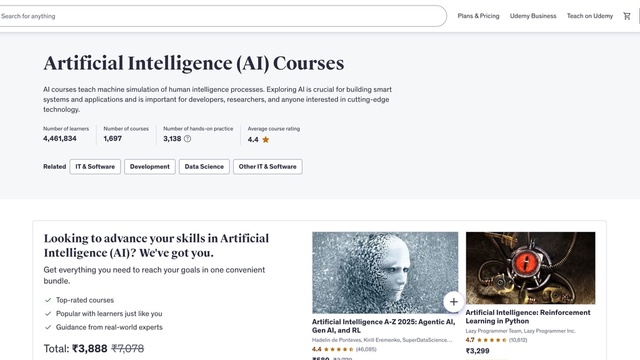 Search for anything
Plans & Pricing Udemy Business Teach on Udemy
Artificial Intelligence (AI) Courses
AI courses teach machine simulation of human intelligence processes. Exploring AI is crucial for building smart
systems and applications and is important for developers, researchers, and anyone interested in cutting-edge
technology.
Number of learners
4,461,834
Number of courses
1,697
Number of hands-on practice
3,138
Average course rating
4.4
Related IT & Software Development Data Science Other IT & Software
Looking to advance your skills in Artificial
Intelligence (AI)? We've got you.
Get everything you need to reach your goals in one convenient
bundle.
Top-rated courses
Popular with learners just like you
Guidance from real-world experts
Total: ₹3,888 ₹7,078
Artificial Intelligence A-Z 2025: Agentic AI,
Gen AI, and RL
Hadelin de Ponteves, Kirill Eremenko, SuperDataScience...
4.4 (46,095)
₹589
Artificial Intelligence: Reinforcement
Learning in Python
Lazy Programmer Team, Lazy Programmer Inc.
4.7 (10,612)
₹3,299